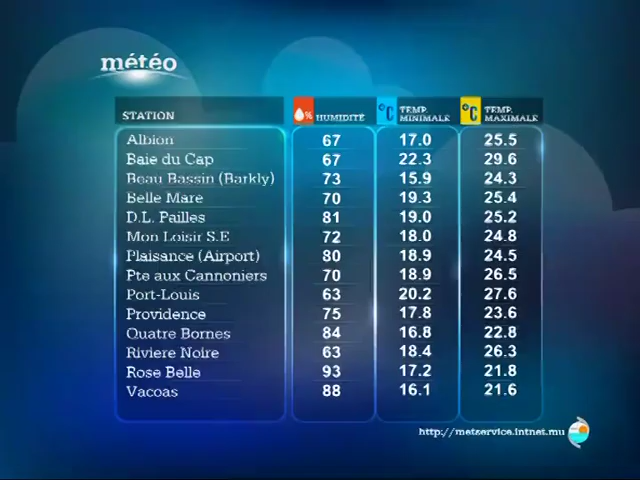 météo
STATION % HUMIDITÉ °C TEMP. MINIMALE °C TEMP. MAXIMALE
Albion 67 17.0 25.5
Baie du Cap 67 22.3 29.6
Beau Bassin (Barkly) 73 15.9 24.3
Belle Mare 70 19.3 25.4
D.L. Pailles 81 19.0 25.2
Mon Loisir S.E 72 18.0 24.8
Plaisance (Airport) 80 18.9 24.5
Pte aux Cannoniers 70 18.9 26.5
Port-Louis 63 20.2 27.6
Providence 75 17.8 23.6
Quatre Bornes 84 16.8 22.8
Riviere Noire 63 18.4 26.3
Rose Belle 93 17.2 21.8
Vacoas 88 16.1 21.6
http://metservice.intnet.mu